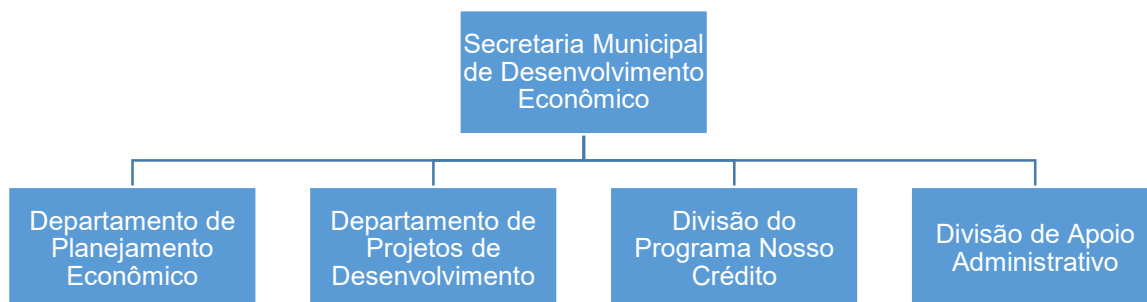 Secretaria Municipal
de Desenvolvimento
Econômico
Departamento de
Planejamento
Econômico
Departamento de
Projetos de
Desenvolvimento
Divisão do
Programa Nosso
Crédito
Divisão de Apoio
Administrativo